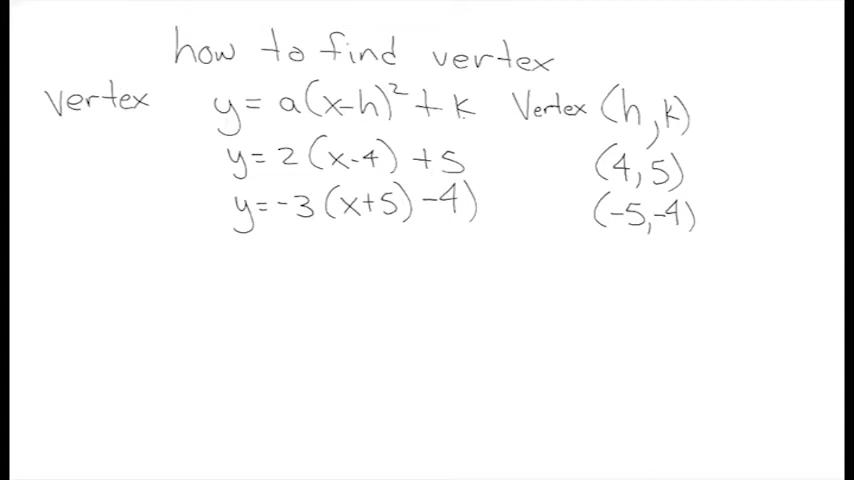 how to find vertex
Vertex y = a(x-h)² + k Vertex (h,k)
y = 2(x-4) +5 (4,5)
y = -3(x+5) -4) (-5,-4)